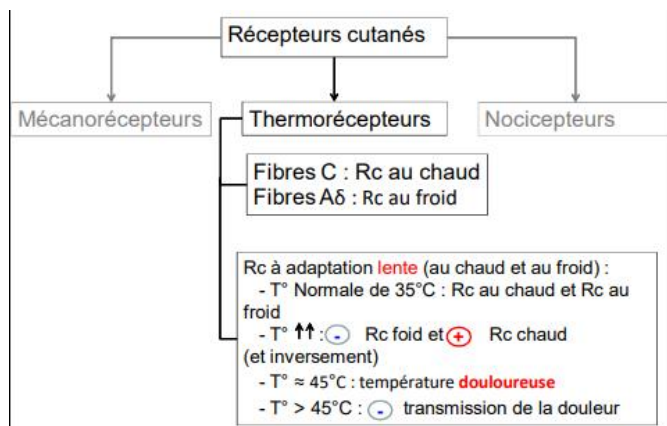 Récepteurs cutanés
Mécanorécepteurs
Thermorécepteurs
Nocicepteurs
Fibres C : Rc au chaud
Fibres Aδ : Rc au froid
Rc à adaptation lente (au chaud et au froid) :
- T° Normale de 35°C : Rc au chaud et Rc au
froid
- T° ↑↑ : - Rc foid et + Rc chaud
(et inversement)
- T° ≈ 45°C : température douloureuse
- T° > 45°C : - transmission de la douleur